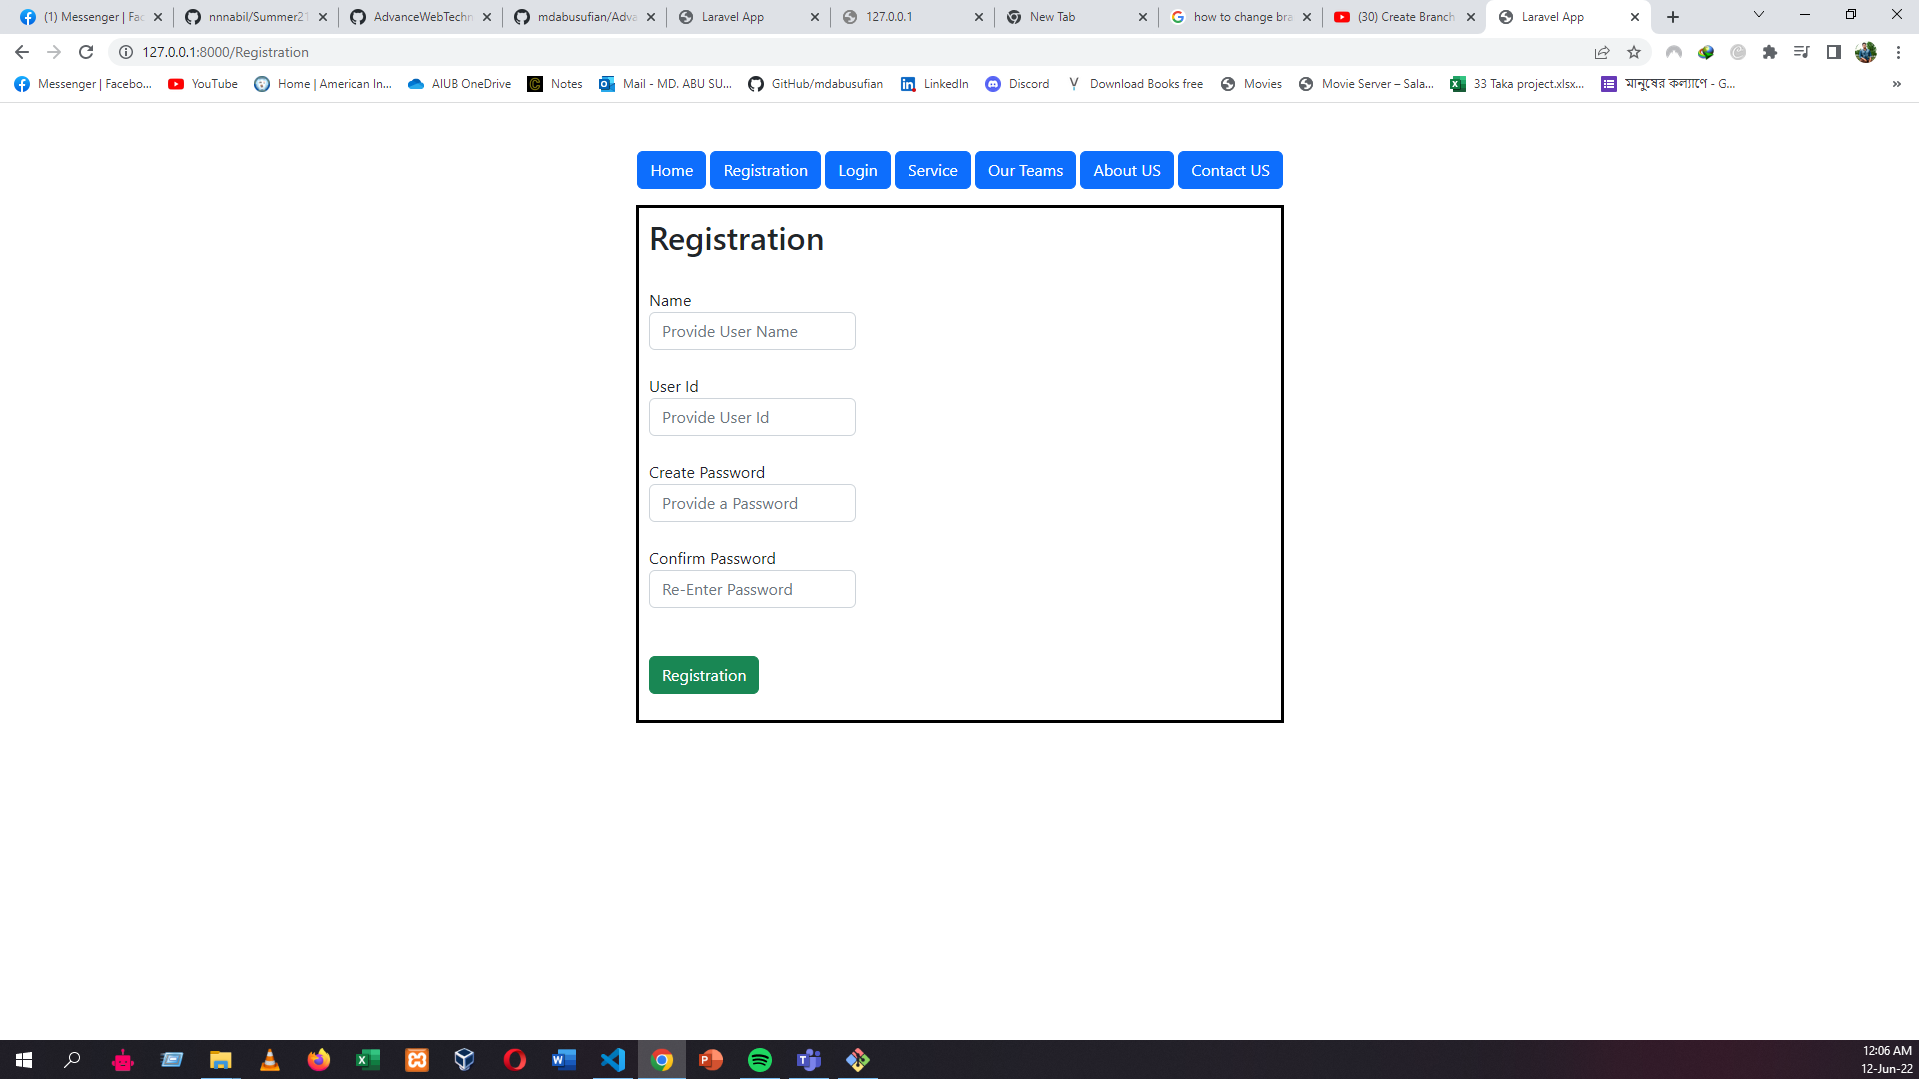 (1) Messenger | Fac
nnnabil/Summer21
AdvanceWebTechn
mdabusufian/Adva
Laravel App
127.0.0.1
New Tab
how to change bra
(30) Create Branch
Laravel App
127.0.0.1:8000/Registration
Messenger | Facebo...
YouTube
Home | American In...
AIUB OneDrive
Notes
Mail - MD. ABU SU...
GitHub/mdabusufian
LinkedIn
Discord
Download Books free
Movies
Movie Server – Sala...
33 Taka project.xlsx...
মানুষের কল্যাণে - G...
Home
Registration
Login
Service
Our Teams
About US
Contact US
Registration
Name
Provide User Name
User Id
Provide User Id
Create Password
Provide a Password
Confirm Password
Re-Enter Password
Registration
12:06 AM
12-Jun-22